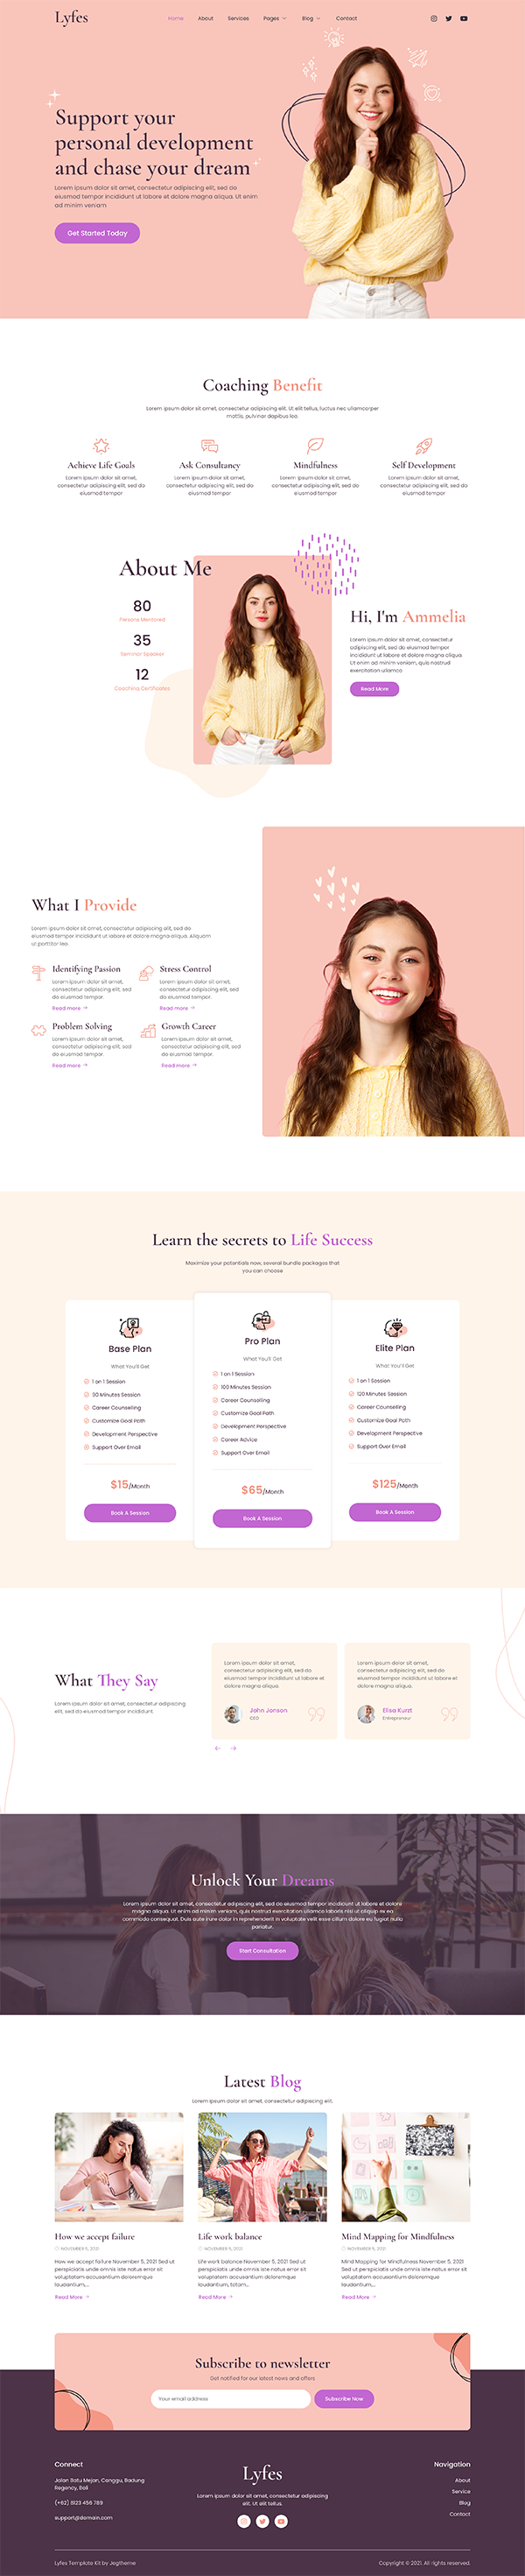 Lyfes
Home About Services Pages Blog Contact
Support your
personal development
and chase your dream
Lorem ipsum dolor sit amet, consectetur adipiscing elit, sed do
eiusmod tempor incididunt ut labore et dolore magna aliqua. Ut enim
ad minim veniam
Get Started Today
Coaching Benefit
Lorem ipsum dolor sit amet, consectetur adipiscing elit. Ut elit tellus, luctus nec ullamcorper
mattis, pulvinar dapibus leo.
Achieve Life Goals
Lorem ipsum dolor sit amet,
consectetur adipiscing elit, sed do
eiusmod tempor
Ask Consultancy
Lorem ipsum dolor sit amet,
consectetur adipiscing elit, sed do
eiusmod tempor
Mindfulness
Lorem ipsum dolor sit amet,
consectetur adipiscing elit, sed do
eiusmod tempor
Self Development
Lorem ipsum dolor sit amet,
consectetur adipiscing elit, sed do
eiusmod tempor
About Me
80
Persons Mentored
35
Seminar Speaker
12
Coaching Certificates
Hi, I'm Ammelia
Lorem ipsum dolor sit amet, consectetur
adipiscing elit, sed do eiusmod tempor
incididunt ut labore et dolore magna aliqua.
Ut enim ad minim veniam, quis nostrud
exercitation ullamco
Read More
What I Provide
Lorem ipsum dolor sit amet, consectetur adipiscing elit, sed do
eiusmod tempor incididunt ut labore et dolore magna aliqua. Aliquam
ut porttitor leo.
Identifying Passion
Lorem ipsum dolor sit amet,
consectetur adipiscing elit, sed
do eiusmod tempor.
Read more
Stress Control
Lorem ipsum dolor sit amet,
consectetur adipiscing elit, sed
do eiusmod tempor.
Read more
Problem Solving
Lorem ipsum dolor sit amet,
consectetur adipiscing elit, sed
do eiusmod tempor.
Read more
Growth Career
Lorem ipsum dolor sit amet,
consectetur adipiscing elit, sed
do eiusmod tempor.
Read more
Learn the secrets to Life Success
Maximize your potentials now, several bundle packages that
you can choose
Base Plan
What You'll Get
1 on 1 Session
30 Minutes Session
Career Counseling
Customize Goal Path
Development Perspective
Support Over Email
$15/Month
Book A Session
Pro Plan
What You'll Get
1 on 1 Session
100 Minutes Session
Career Counseling
Customize Goal Path
Development Perspective
Career Advice
Support Over Email
$65/Month
Book A Session
Elite Plan
What You'll Get
1 on 1 Session
120 Minutes Session
Career Counseling
Customize Goal Path
Development Perspective
Support Over Email
$125/Month
Book A Session
What They Say
Lorem ipsum dolor sit amet, consectetur adipiscing
elit, sed do eiusmod tempor incididunt
Lorem ipsum dolor sit amet,
consectetur adipiscing elit, sed do
eiusmod tempor incididunt ut labore et
dolore magna aliqua.
John Jonson
CEO
Lorem ipsum dolor sit amet,
consectetur adipiscing elit, sed do
eiusmod tempor incididunt ut labore et
dolore magna aliqua.
Elisa Kurzt
Entrepreneur
Unlock Your Dreams
Lorem ipsum dolor sit amet, consectetur adipiscing elit, sed do eiusmod tempor incididunt ut labore et dolore
magna aliqua. Ut enim ad minim veniam, quis nostrud exercitation ullamco laboris nisi ut aliquip ex ea
commodo consequat. Duis aute irure dolor in reprehenderit in voluptate velit esse cillum dolore eu fugiat nulla
pariatur.
Start Consultation
Latest Blog
Lorem ipsum dolor sit amet, consectetur adipiscing elit.
How we accept failure
NOVEMBER 5, 2021
How we accept failure November 5, 2021 Sed ut
perspiciatis unde omnis iste natus error sit
voluptatem accusantium doloremque
laudantium,...
Read More
Life work balance
NOVEMBER 5, 2021
Life work balance November 5, 2021 Sed ut
perspiciatis unde omnis iste natus error sit
voluptatem accusantium doloremque
laudantium, totam...
Read More
Mind Mapping for Mindfulness
NOVEMBER 5, 2021
Mind Mapping for Mindfulness November 5, 2021
Sed ut perspiciatis unde omnis iste natus error sit
voluptatem accusantium doloremque
laudantium,...
Read More
Subscribe to newsletter
Get notified for our latest news and offers
Your email address
Subscribe Now
Connect
Jalan Batu Mejan, Canggu, Badung
Regency, Bali
(+62) 8123 456 789
support@domain.com
Lyfes
Lorem ipsum dolor sit amet, consectetur adipiscing
elit. Ut elit tellus.
Navigation
About
Service
Blog
Contact
Lyfes Template Kit by Jegtheme
Copyright © 2021. All rights reserved.